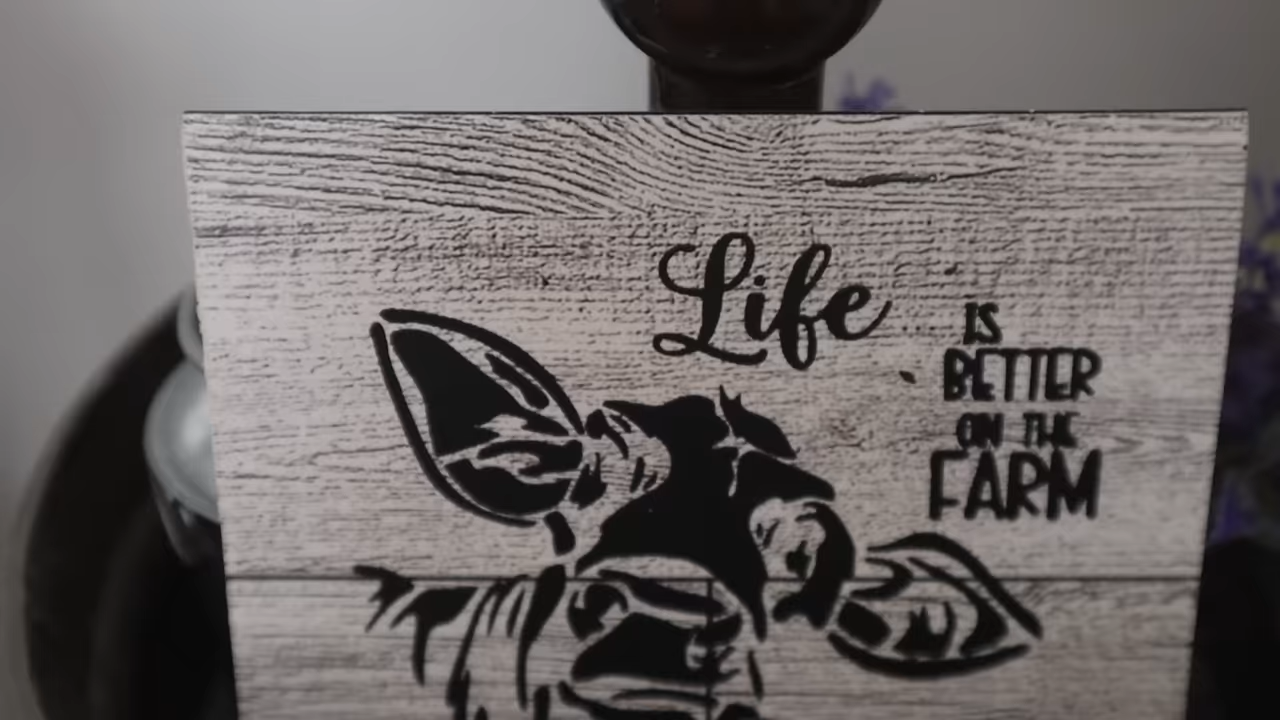 Life
IS
BETTER
ON THE
FARM